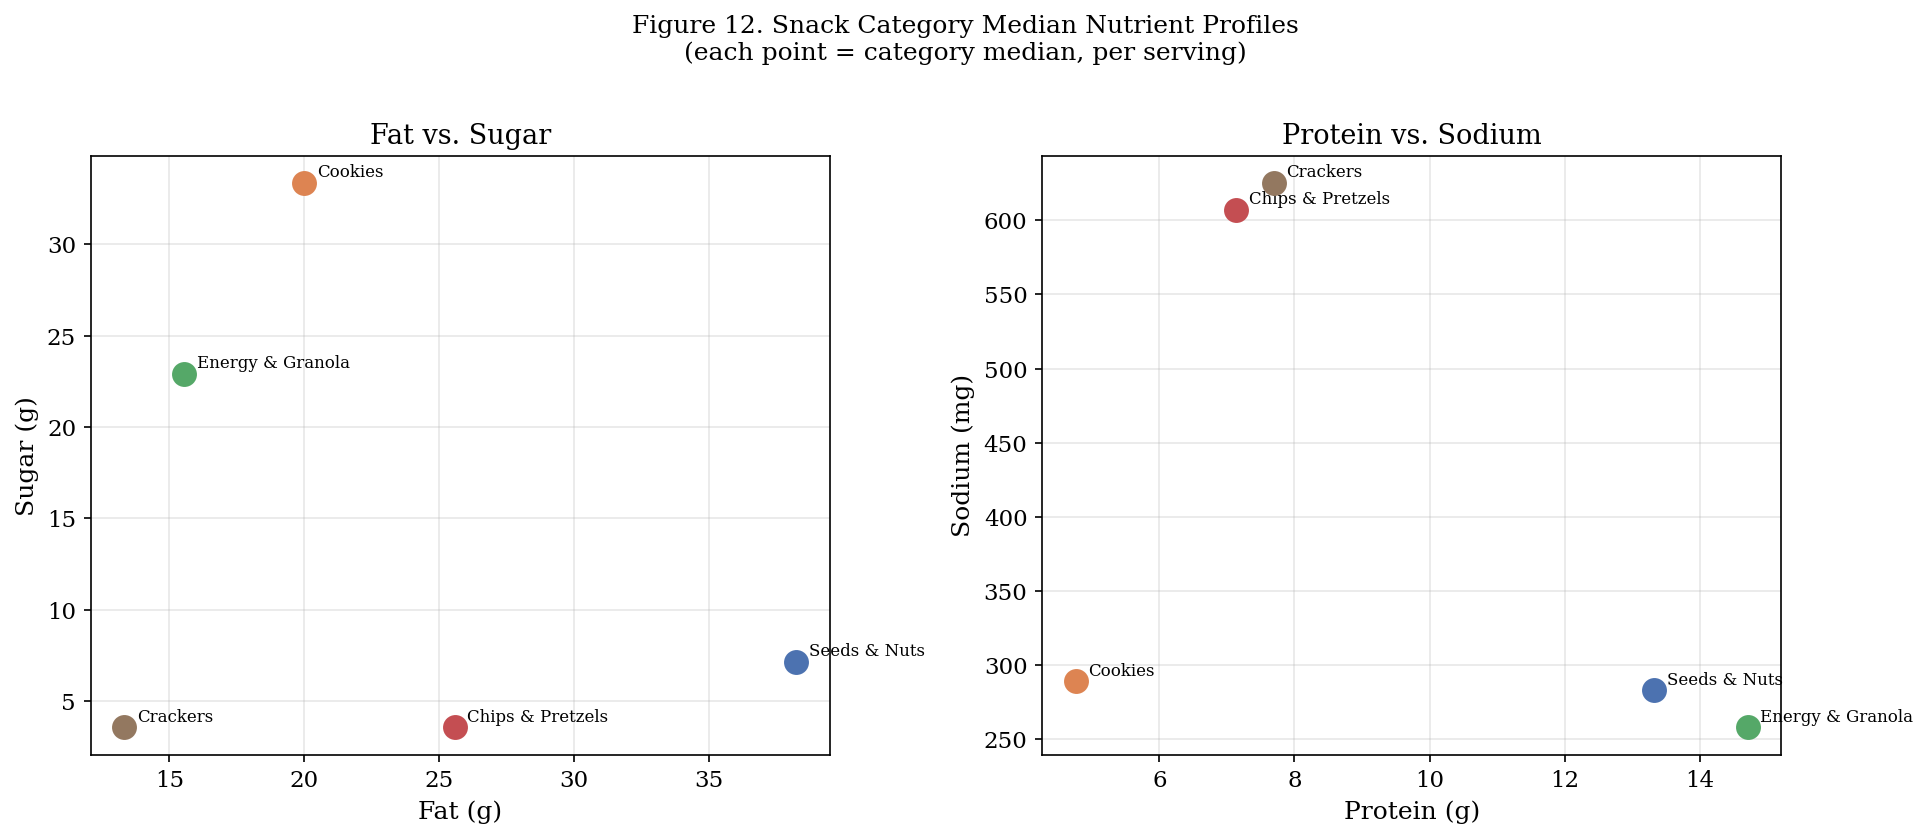 Figure 12. Snack Category Median Nutrient Profiles
(each point = category median, per serving)
Fat vs. Sugar
Cookies
Energy & Granola
Seeds & Nuts
Crackers
Chips & Pretzels
30
25
20
15
10
5
Sugar (g)
15
20
25
30
35
Fat (g)
Protein vs. Sodium
Crackers
Chips & Pretzels
Cookies
Seeds & Nuts
Energy & Granola
600
550
500
450
400
350
300
250
Sodium (mg)
6
8
10
12
14
Protein (g)